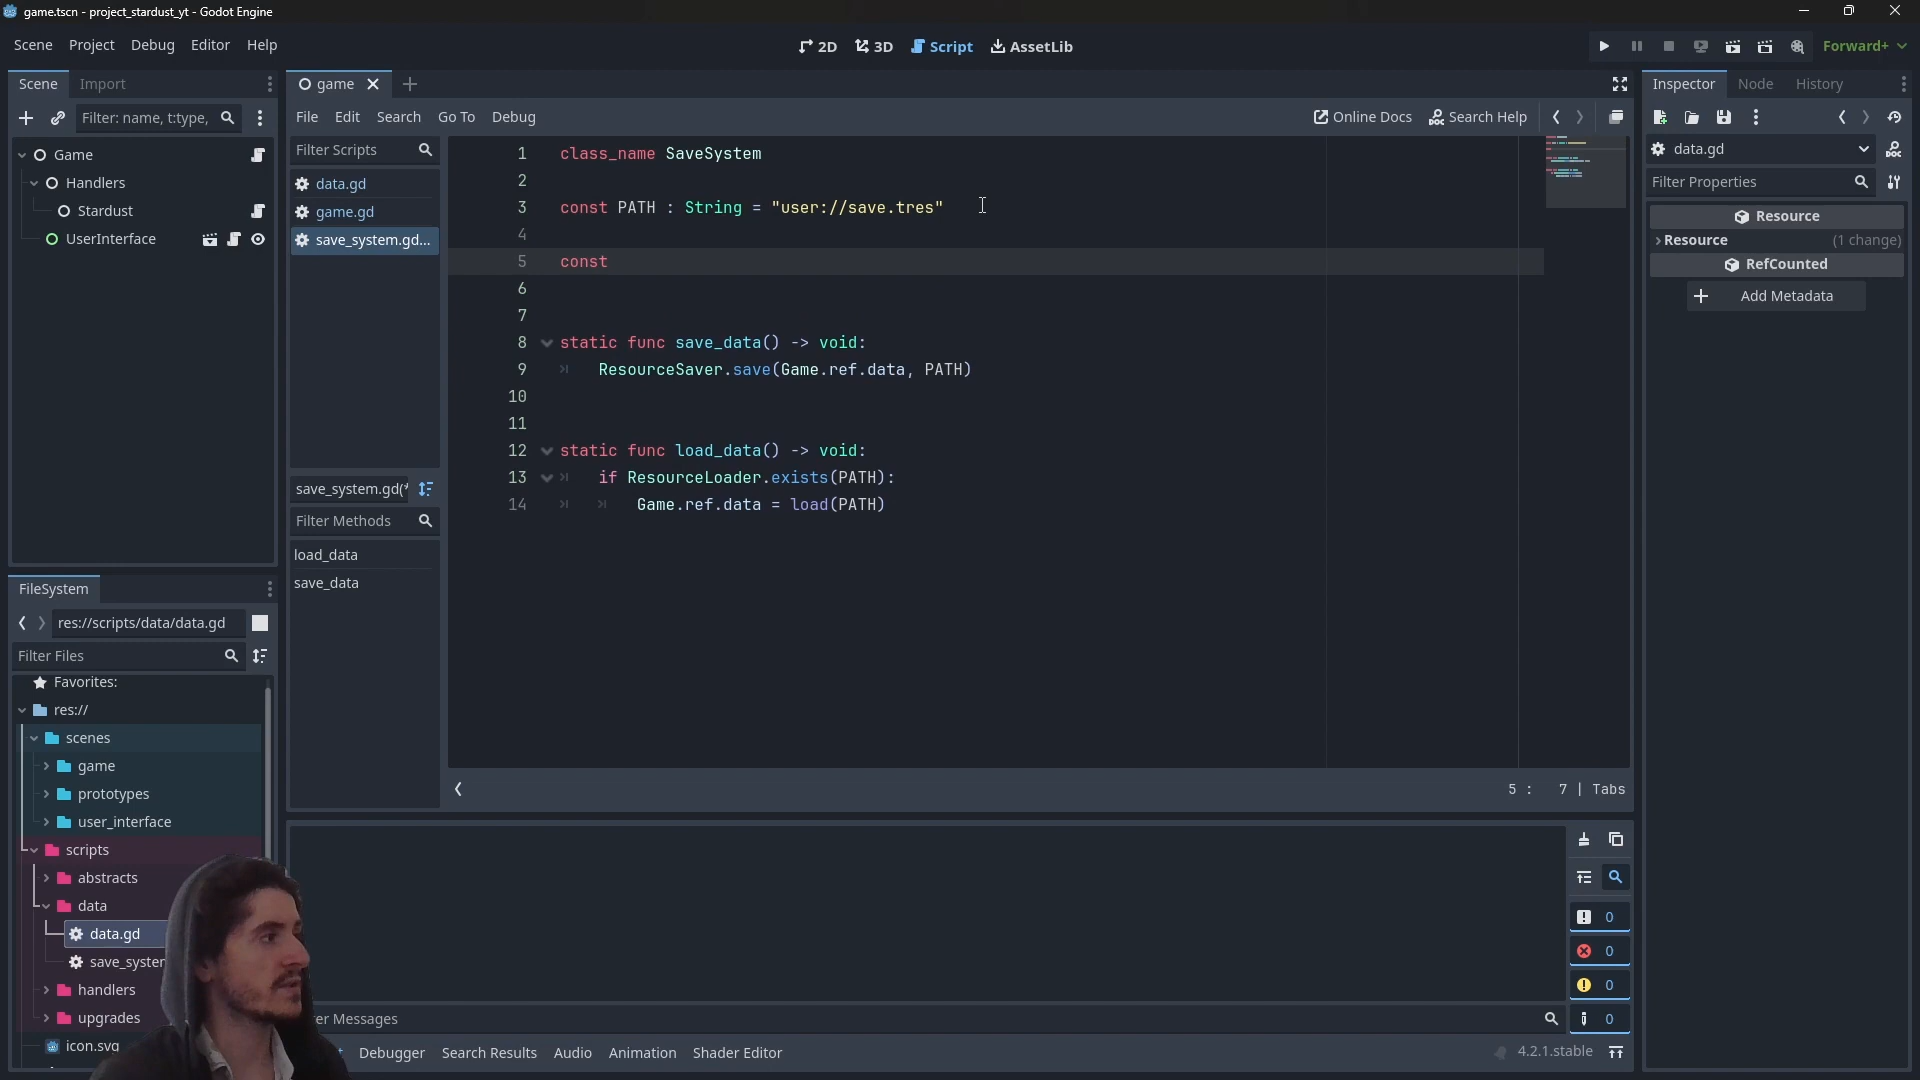 game.tscn - project_stardust_yt - Godot Engine
Scene Project Debug Editor Help
2D 3D Script AssetLib
Forward+
Scene Import
Filter: name, t:type,
Game
Handlers
Stardust
UserInterface
game
File Edit Search Go To Debug
Online Docs Search Help
Filter Scripts
data.gd
game.gd
save_system.gd...
save_system.gd(*
Filter Methods
load_data
save_data
1 class_name SaveSystem
2
3 const PATH : String = "user://save.tres"
4
5 const
6
7
8 static func save_data() -> void:
9 ResourceSaver.save(Game.ref.data, PATH)
10
11
12 static func load_data() -> void:
13 if ResourceLoader.exists(PATH):
14 Game.ref.data = load(PATH)
5 : 7 | Tabs
Inspector Node History
data.gd
Filter Properties
Resource
Resource (1 change)
RefCounted
Add Metadata
FileSystem
res://scripts/data/data.gd
Filter Files
Favorites:
res://
scenes
game
prototypes
user_interface
scripts
abstracts
data
data.gd
save_system
handlers
upgrades
icon.svg
0
0
0
0
Messages
Debugger Search Results Audio Animation Shader Editor
4.2.1.stable